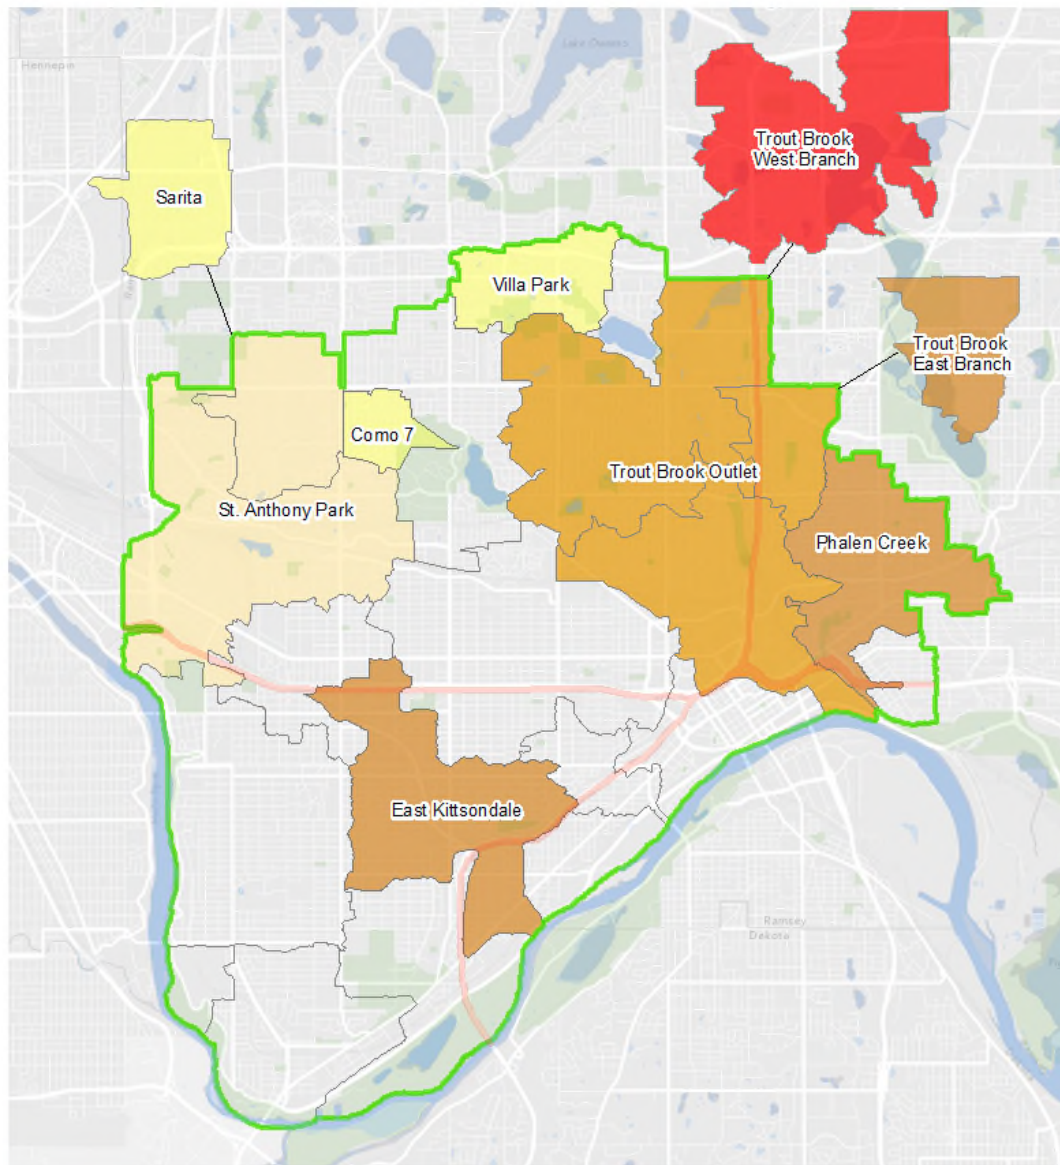 Hennepin
Lake Owasso
Trout Brook
West Branch
Sarita
Villa Park
Trout Brook
East Branch
Como 7
Trout Brook Outlet
St. Anthony Park
Phalen Creek
East Kittsondale
Ramsey
Dakota